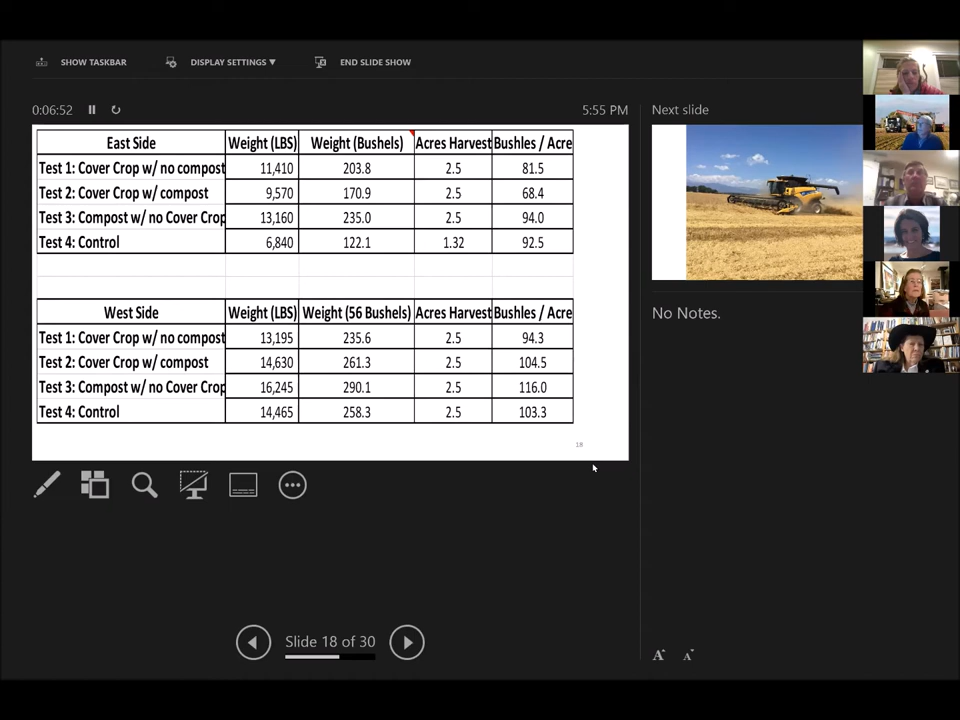 SHOW TASKBAR DISPLAY SETTINGS ▼ END SLIDE SHOW
0:06:52 5:55 PM Next slide
East Side Weight (LBS) Weight (Bushels) Acres Harvest Bushles / Acre
Test 1: Cover Crop w/ no compost 11,410 203.8 2.5 81.5
Test 2: Cover Crop w/ compost 9,570 170.9 2.5 68.4
Test 3: Compost w/ no Cover Crop 13,160 235.0 2.5 94.0
Test 4: Control 6,840 122.1 1.32 92.5
West Side Weight (LBS) Weight (56 Bushels) Acres Harvest Bushles / Acre
Test 1: Cover Crop w/ no compost 13,195 235.6 2.5 94.3
Test 2: Cover Crop w/ compost 14,630 261.3 2.5 104.5
Test 3: Compost w/ no Cover Crop 16,245 290.1 2.5 116.0
Test 4: Control 14,465 258.3 2.5 103.3
18
No Notes.
Slide 18 of 30
A A